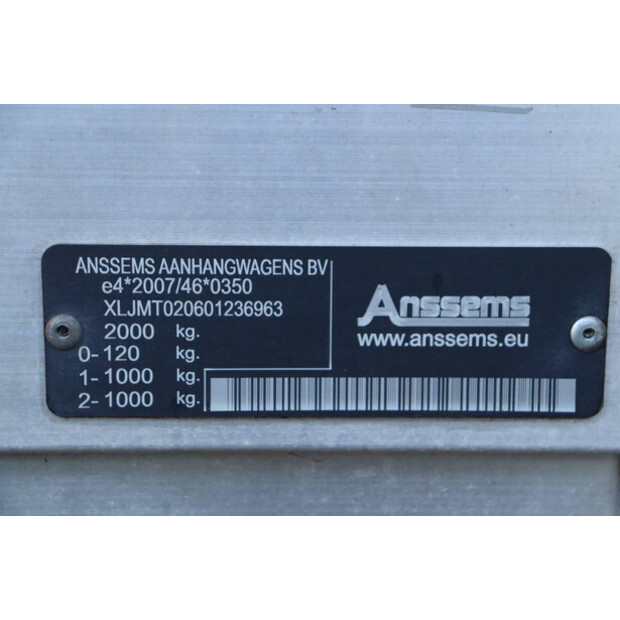 ANSSEMS AANHANGWAGENS BV
e4*2007/46*0350
XLJMT020601236963
2000 kg.
0-120 kg.
1-1000 kg.
2-1000 kg.
Anssems
www.anssems.eu